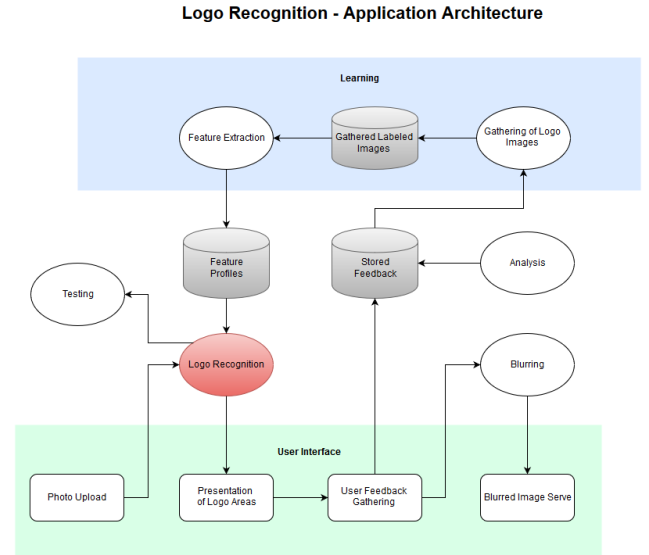 Logo Recognition - Application Architecture
Learning
Feature Extraction
Gathered Labeled
Images
Gathering of Logo
Images
Feature
Profiles
Stored
Feedback
Analysis
Testing
Logo Recognition
Blurring
User Interface
Photo Upload
Presentation
of Logo Areas
User Feedback
Gathering
Blurred Image Serve